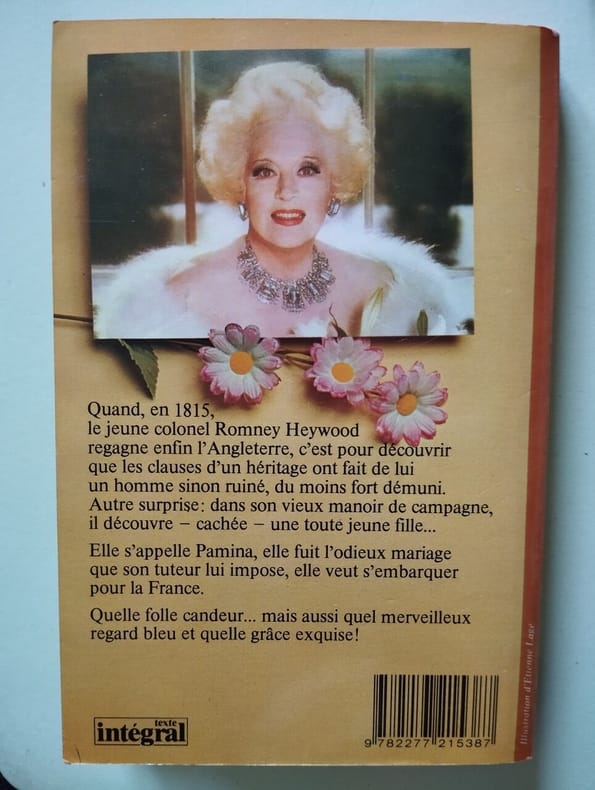 Quand, en 1815,
le jeune colonel Romney Heywood
regagne enfin l'Angleterre, c'est pour découvrir
que les clauses d'un héritage ont fait de lui
un homme sinon ruiné, du moins fort démuni.
Autre surprise : dans son vieux manoir de campagne,
il découvre – cachée – une toute jeune fille...
Elle s'appelle Pamina, elle fuit l'odieux mariage
que son tuteur lui impose, elle veut s'embarquer
pour la France.
Quelle folle candeur... mais aussi quel merveilleux
regard bleu et quelle grâce exquise !
texte
intégral
9 782277 215387
Illustration d'Etienne Lage